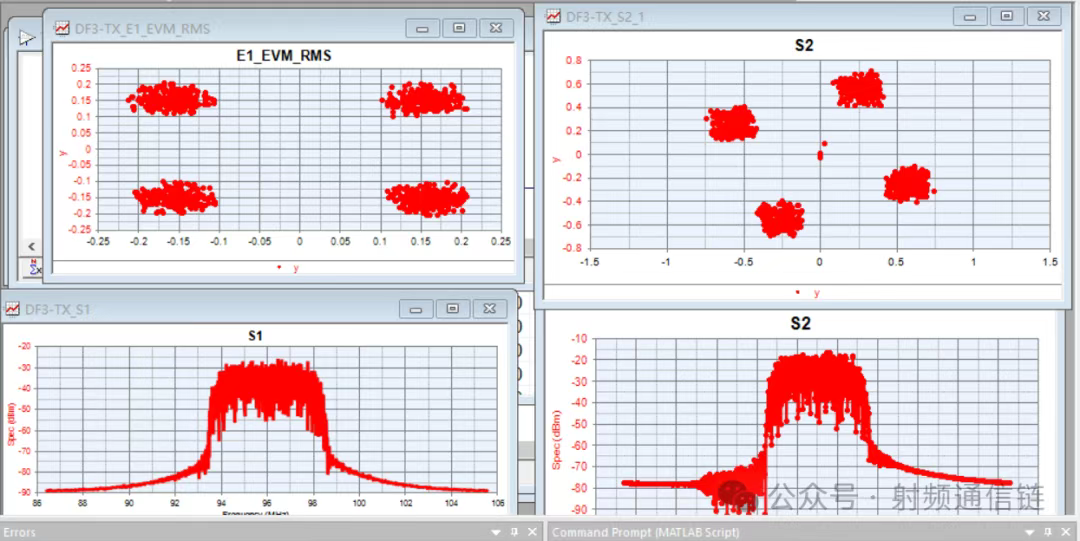 DF3-TX_E1_EVM_RMS
E1_EVM_RMS
0.25
0.2
0.15
0.1
0.05
0
-0.05
-0.1
-0.15
-0.2
-0.25
y
-0.25 -0.2 -0.15 -0.1 -0.05 0 0.05 0.1 0.15 0.2 0.25
y
DF3-TX_S2_1
S2
0.8
0.6
0.4
0.2
0
-0.2
-0.4
-0.6
-0.8
y
-1.5 -1 -0.5 0 0.5 1 1.5
y
DF3-TX_S1
S1
-20
-30
-40
-50
-60
-70
-80
-90
Spec (dBm)
86 88 90 92 94 96 98 100 102 104 106
Frequency (MHz)
S2
-10
-20
-30
-40
-50
-60
-70
-80
-90
Spec (dBm)
公众号 · 射频通信链
Errors
Command Prompt (MATLAB Script)